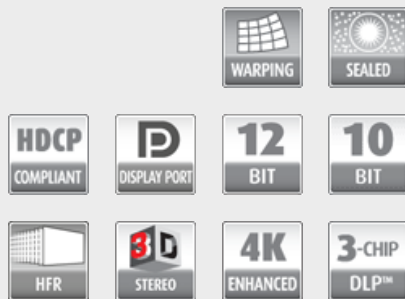 WARPING
SEALED
HDCP
COMPLIANT
D
DISPLAY PORT
12
BIT
10
BIT
HFR
3D
STEREO
4K
ENHANCED
3-CHIP
DLP™